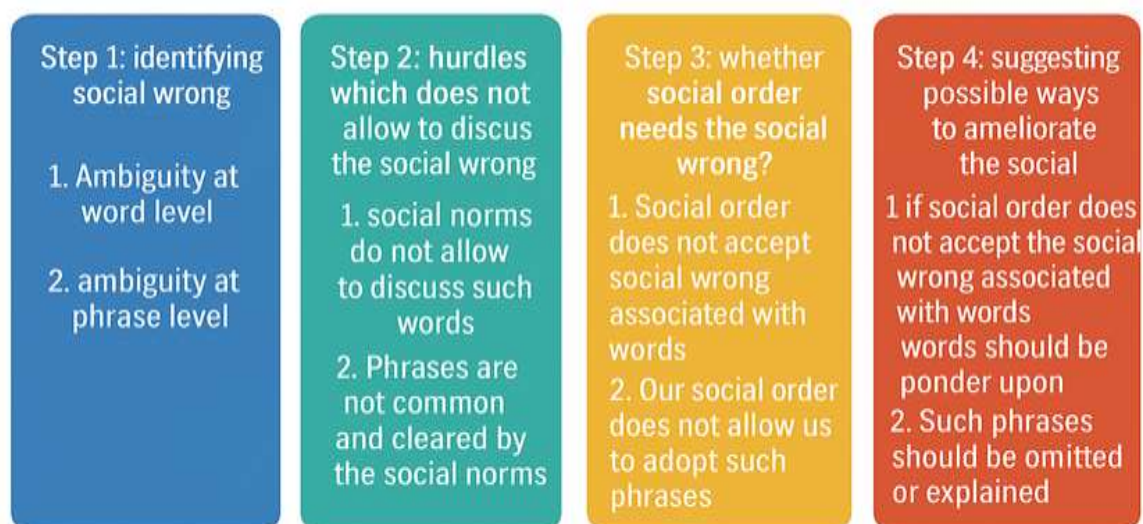 Step 1: identifying
social wrong
1. Ambiguity at
word level
2. ambiguity at
phrase level
Step 2: hurdles
which does not
allow to discus
the social wrong
1. social norms
do not allow
to discuss such
words
2. Phrases are
not common
and cleared by
the social norms
Step 3: whether
social order
needs the social
wrong?
1. Social order
does not accept
social wrong
associated with
words
2. Our social order
does not allow us
to adopt such
phrases
Step 4: suggesting
possible ways
to ameliorate
the social
1 if social order does
not accept the social
wrong associated
with words
words should be
ponder upon
2. Such phrases
should be omitted
or explained